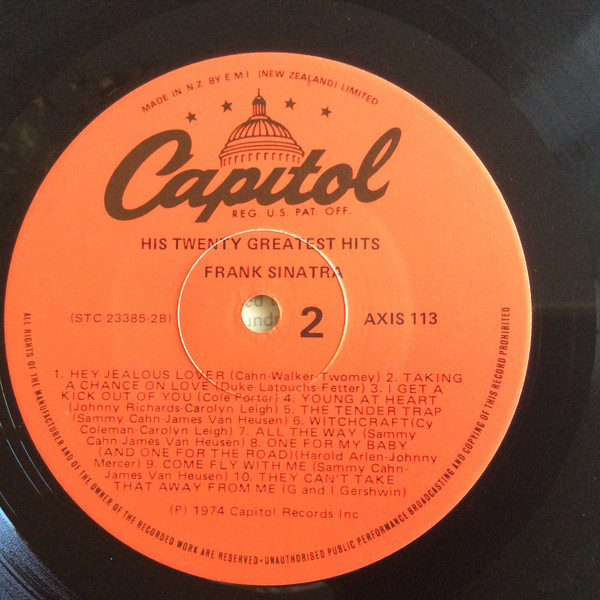 MADE IN N.Z. BY EMI (NEW ZEALAND) LIMITED
Capitol
REG. U.S. PAT. OFF.
HIS TWENTY GREATEST HITS
FRANK SINATRA
(STC 23385-2B)
2
AXIS 113
1. HEY JEALOUS LOVER (Cahn-Walker-Twomey) 2. TAKING
A CHANCE ON LOVE (Duke-Latouchs-Fetter) 3. I GET A
KICK OUT OF YOU (Cole Porter) 4. YOUNG AT HEART
(Johnny Richards-Carolyn Leigh) 5. THE TENDER TRAP
(Sammy Cahn-James Van Heusen) 6. WITCHCRAFT(Cy
Coleman-Carolyn Leigh) 7. ALL THE WAY (Sammy
Cahn James Van Heusen) 8. ONE FOR MY BABY
(AND ONE FOR THE ROAD)(Harold Arlen-Johnny
Mercer) 9. COME FLY WITH ME (Sammy Cahn-
James Van Heusen) 10. THEY CAN'T TAKE
THAT AWAY FROM ME (G and I Gershwin)
(P) 1974 Capitol Records Inc
ALL RIGHTS OF THE MANUFACTURER AND OF THE OWNER OF THE RECORDED WORK ARE RESERVED-UNAUTHORISED PUBLIC PERFORMANCE BROADCASTING AND COPYING OF THIS RECORD PROHIBITED